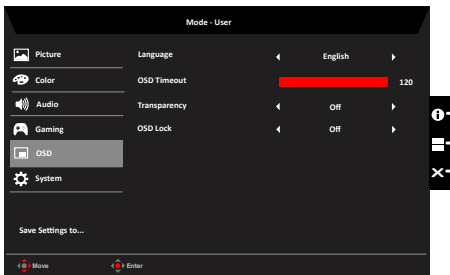 Mode - User
Picture
Language English
Color
OSD Timeout 120
Audio
Transparency Off
Gaming
OSD Lock Off
OSD
System
Save Settings to...
Move Enter